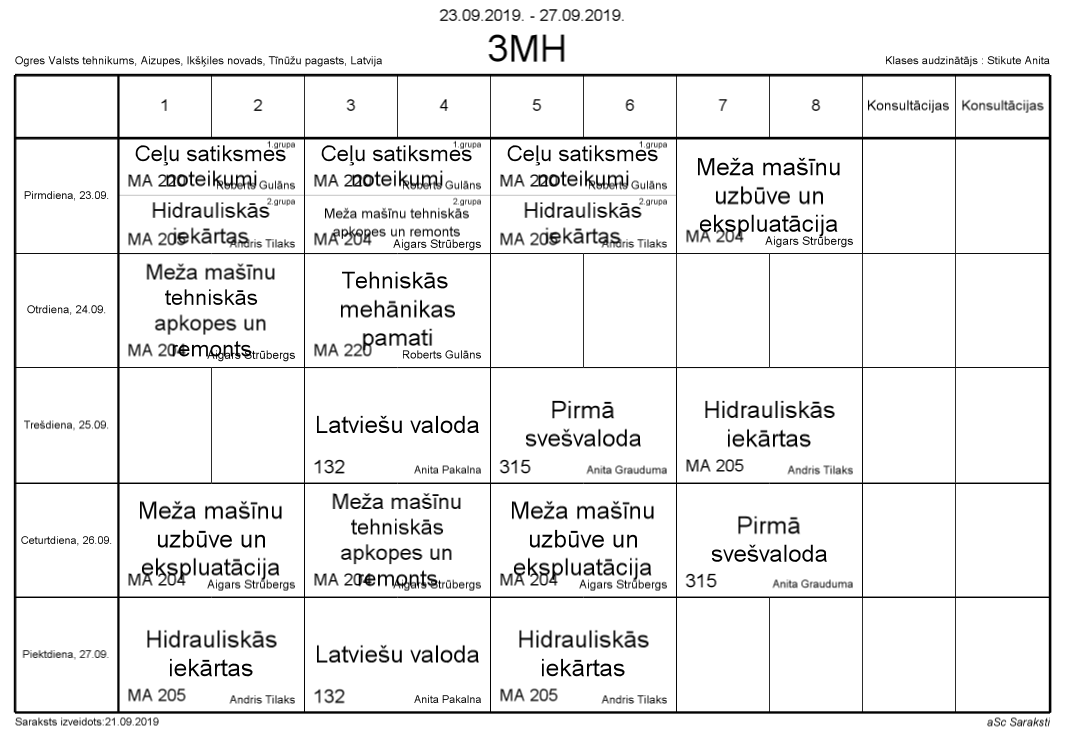 23.09.2019. - 27.09.2019.
3MH
Ogres Valsts tehnikums, Aizupes, Ikšķiles novads, Tīnūžu pagasts, Latvija
Klases audzinātājs : Stikute Anita
1 2 3 4 5 6 7 8 Konsultācijas Konsultācijas
Pirmdiena, 23.09.
1.grupa
Ceļu satiksmes
noteikumi
MA 220 Roberts Gulāns
2.grupa
Hidrauliskās
iekārtas
MA 205 Andris Tilaks
1.grupa
Ceļu satiksmes
noteikumi
MA 220 Roberts Gulāns
2.grupa
Meža mašīnu tehniskās
apkopes un remonts
MA 204 Aigars Strūbergs
1.grupa
Ceļu satiksmes
noteikumi
MA 220 Roberts Gulāns
2.grupa
Hidrauliskās
iekārtas
MA 205 Andris Tilaks
Meža mašīnu
uzbūve un
ekspluatācija
MA 204 Aigars Strūbergs
Otrdiena, 24.09.
Meža mašīnu
tehniskās
apkopes un
remonts
MA 204 Aigars Strūbergs
Tehniskās
mehānikas
pamati
MA 220 Roberts Gulāns
Trešdiena, 25.09.
Latviešu valoda
132 Anita Pakalna
Pirmā
svešvaloda
315 Anita Grauduma
Hidrauliskās
iekārtas
MA 205 Andris Tilaks
Ceturtdiena, 26.09.
Meža mašīnu
uzbūve un
ekspluatācija
MA 204 Aigars Strūbergs
Meža mašīnu
tehniskās
apkopes un
remonts
MA 204 Aigars Strūbergs
Meža mašīnu
uzbūve un
ekspluatācija
MA 204 Aigars Strūbergs
Pirmā
svešvaloda
315 Anita Grauduma
Piektdiena, 27.09.
Hidrauliskās
iekārtas
MA 205 Andris Tilaks
Latviešu valoda
132 Anita Pakalna
Hidrauliskās
iekārtas
MA 205 Andris Tilaks
Saraksts izveidots:21.09.2019
aSc Saraksti